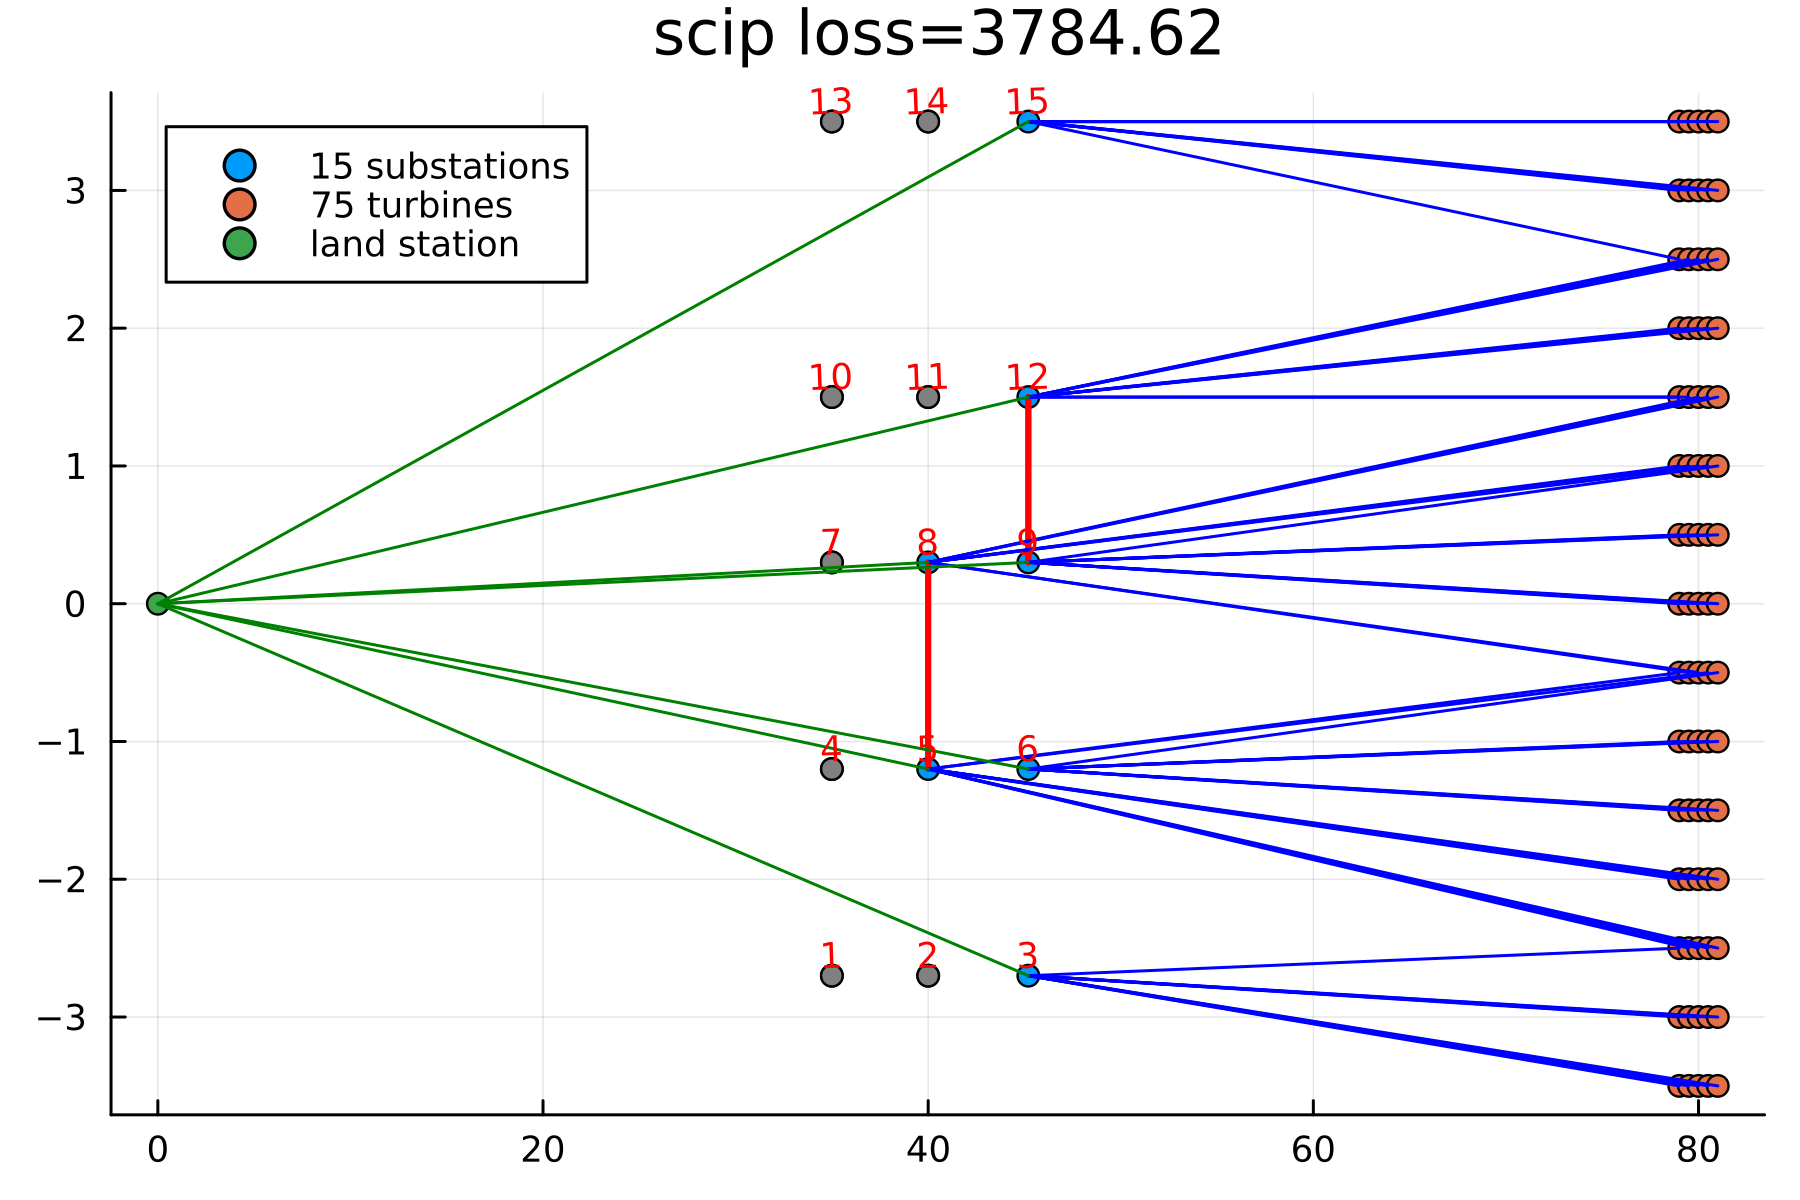 scip loss=3784.62
15 substations
75 turbines
land station
13 14 15
10 11 12
7 8 9
4 5 6
1 2 3
3
2
1
0
−1
−2
−3
0 20 40 60 80